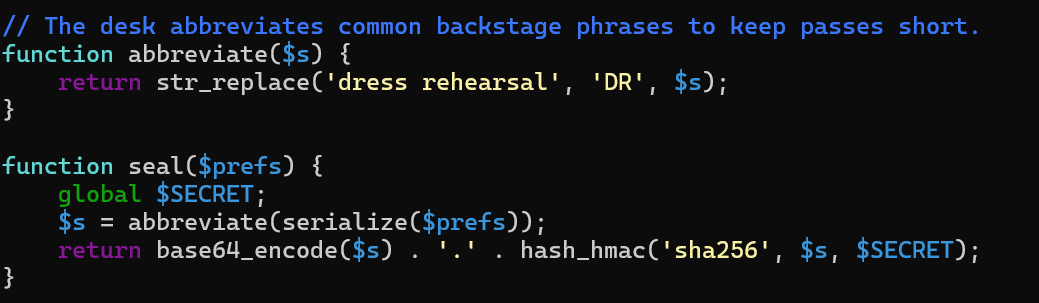 // The desk abbreviates common backstage phrases to keep passes short.
function abbreviate($s) {
    return str_replace('dress rehearsal', 'DR', $s);
}

function seal($prefs) {
    global $SECRET;
    $s = abbreviate(serialize($prefs));
    return base64_encode($s) . '.' . hash_hmac('sha256', $s, $SECRET);
}